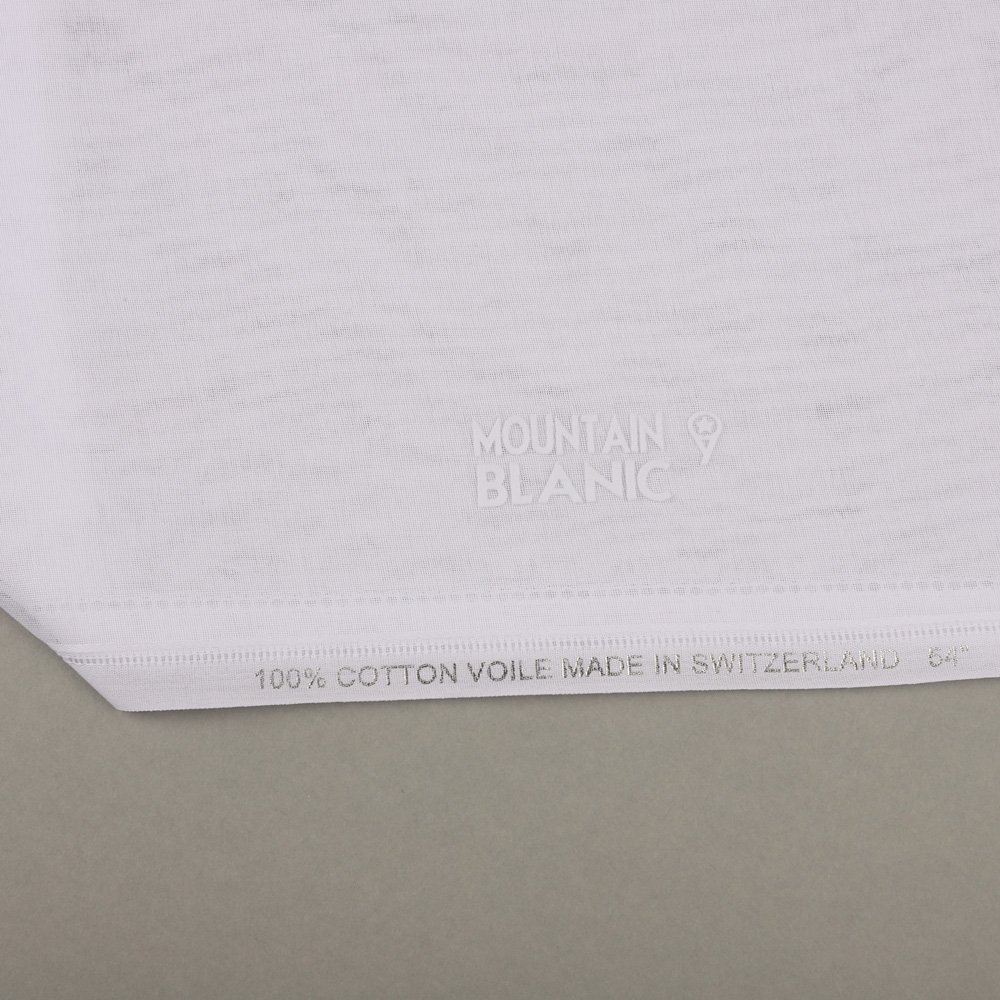 MOUNTAIN
BLANIC
100% COTTON VOILE MADE IN SWITZERLAND 54"